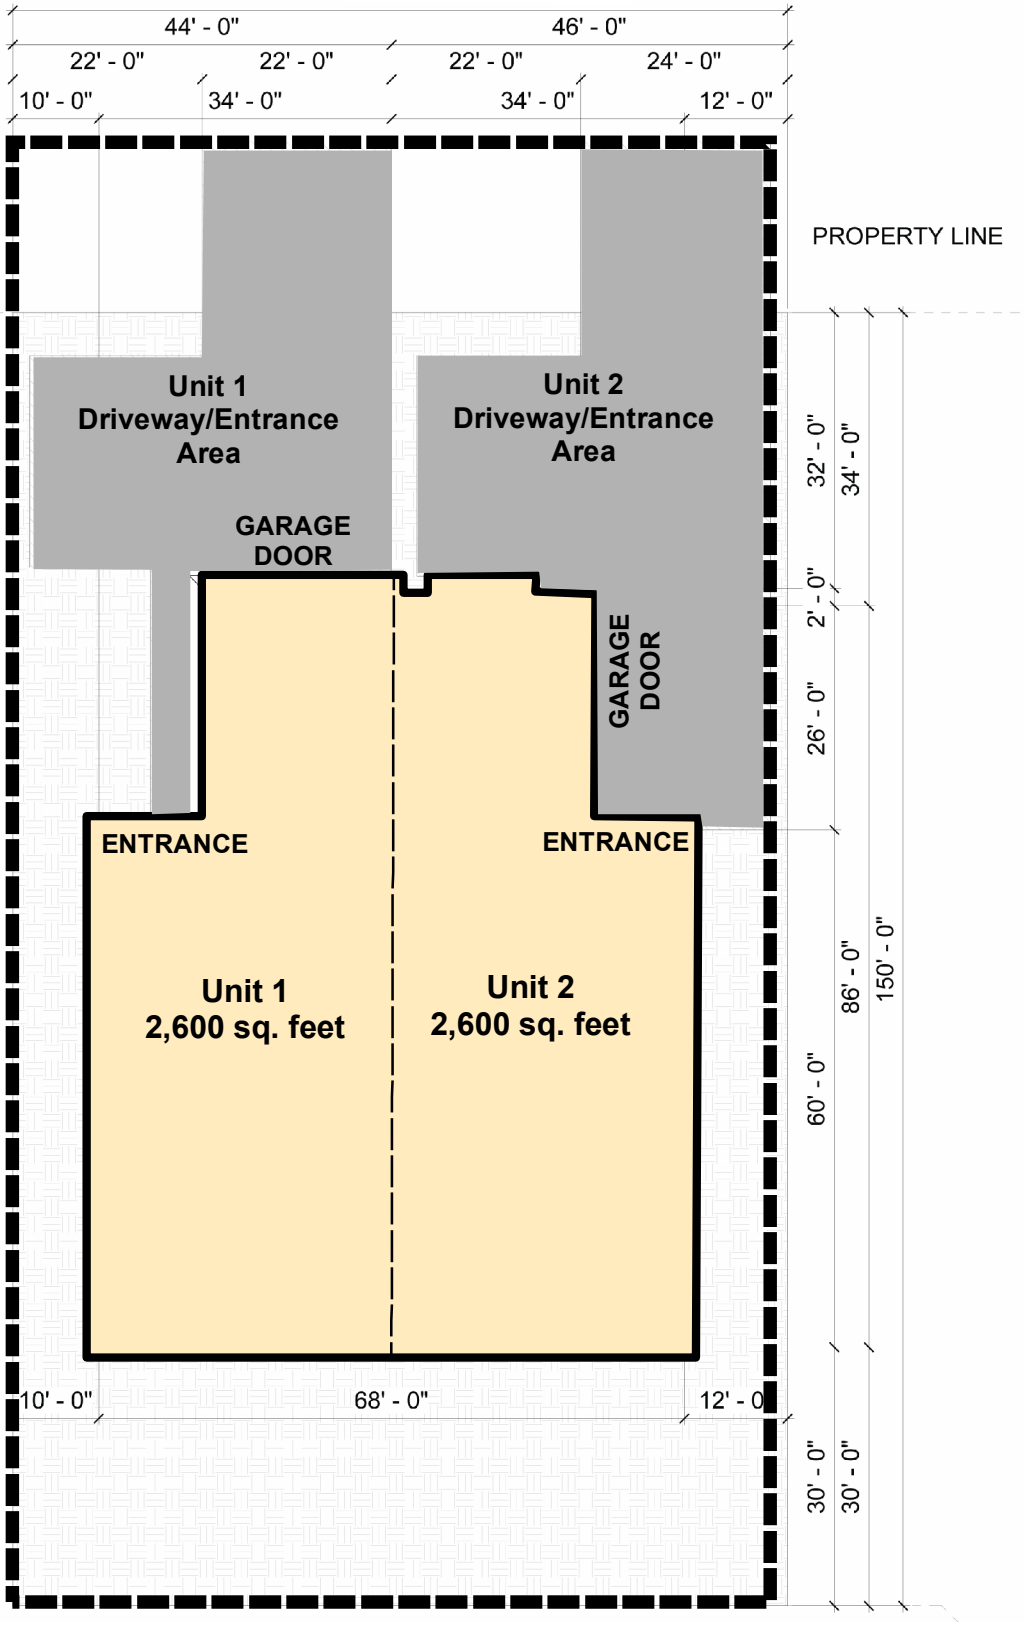 44' - 0" 46' - 0"
22' - 0" 22' - 0" 22' - 0" 24' - 0"
10' - 0" 34' - 0" 34' - 0" 12' - 0"
PROPERTY LINE
Unit 1
Driveway/Entrance
Area
Unit 2
Driveway/Entrance
Area
32' - 0"
34' - 0"
GARAGE
DOOR
2' - 0"
GARAGE
DOOR
26' - 0"
ENTRANCE
ENTRANCE
Unit 1
2,600 sq. feet
Unit 2
2,600 sq. feet
86' - 0"
150' - 0"
60' - 0"
10' - 0" 68' - 0" 12' - 0
30' - 0"
30' - 0"